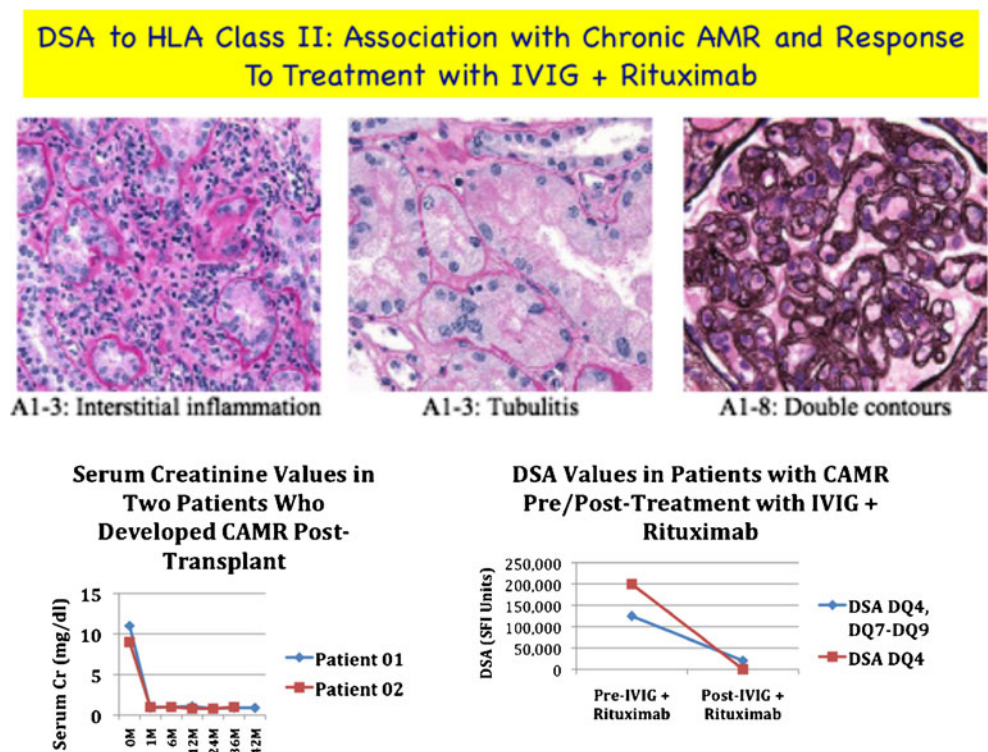 DSA to HLA Class II: Association with Chronic AMR and Response
To Treatment with IVIG + Rituximab
A1-3: Interstitial inflammation
A1-3: Tubulitis
A1-8: Double contours
Serum Creatinine Values in
Two Patients Who
Developed CAMR Post-
Transplant
Serum Cr (mg/dl)
15
10
5
0
0M
1M
6M
12M
24M
36M
42M
Patient 01
Patient 02
DSA Values in Patients with CAMR
Pre/Post-Treatment with IVIG +
Rituximab
DSA (SFI Units)
250,000
200,000
150,000
100,000
50,000
0
Pre-IVIG +
Rituximab
Post-IVIG +
Rituximab
DSA DQ4,
DQ7-DQ9
DSA DQ4